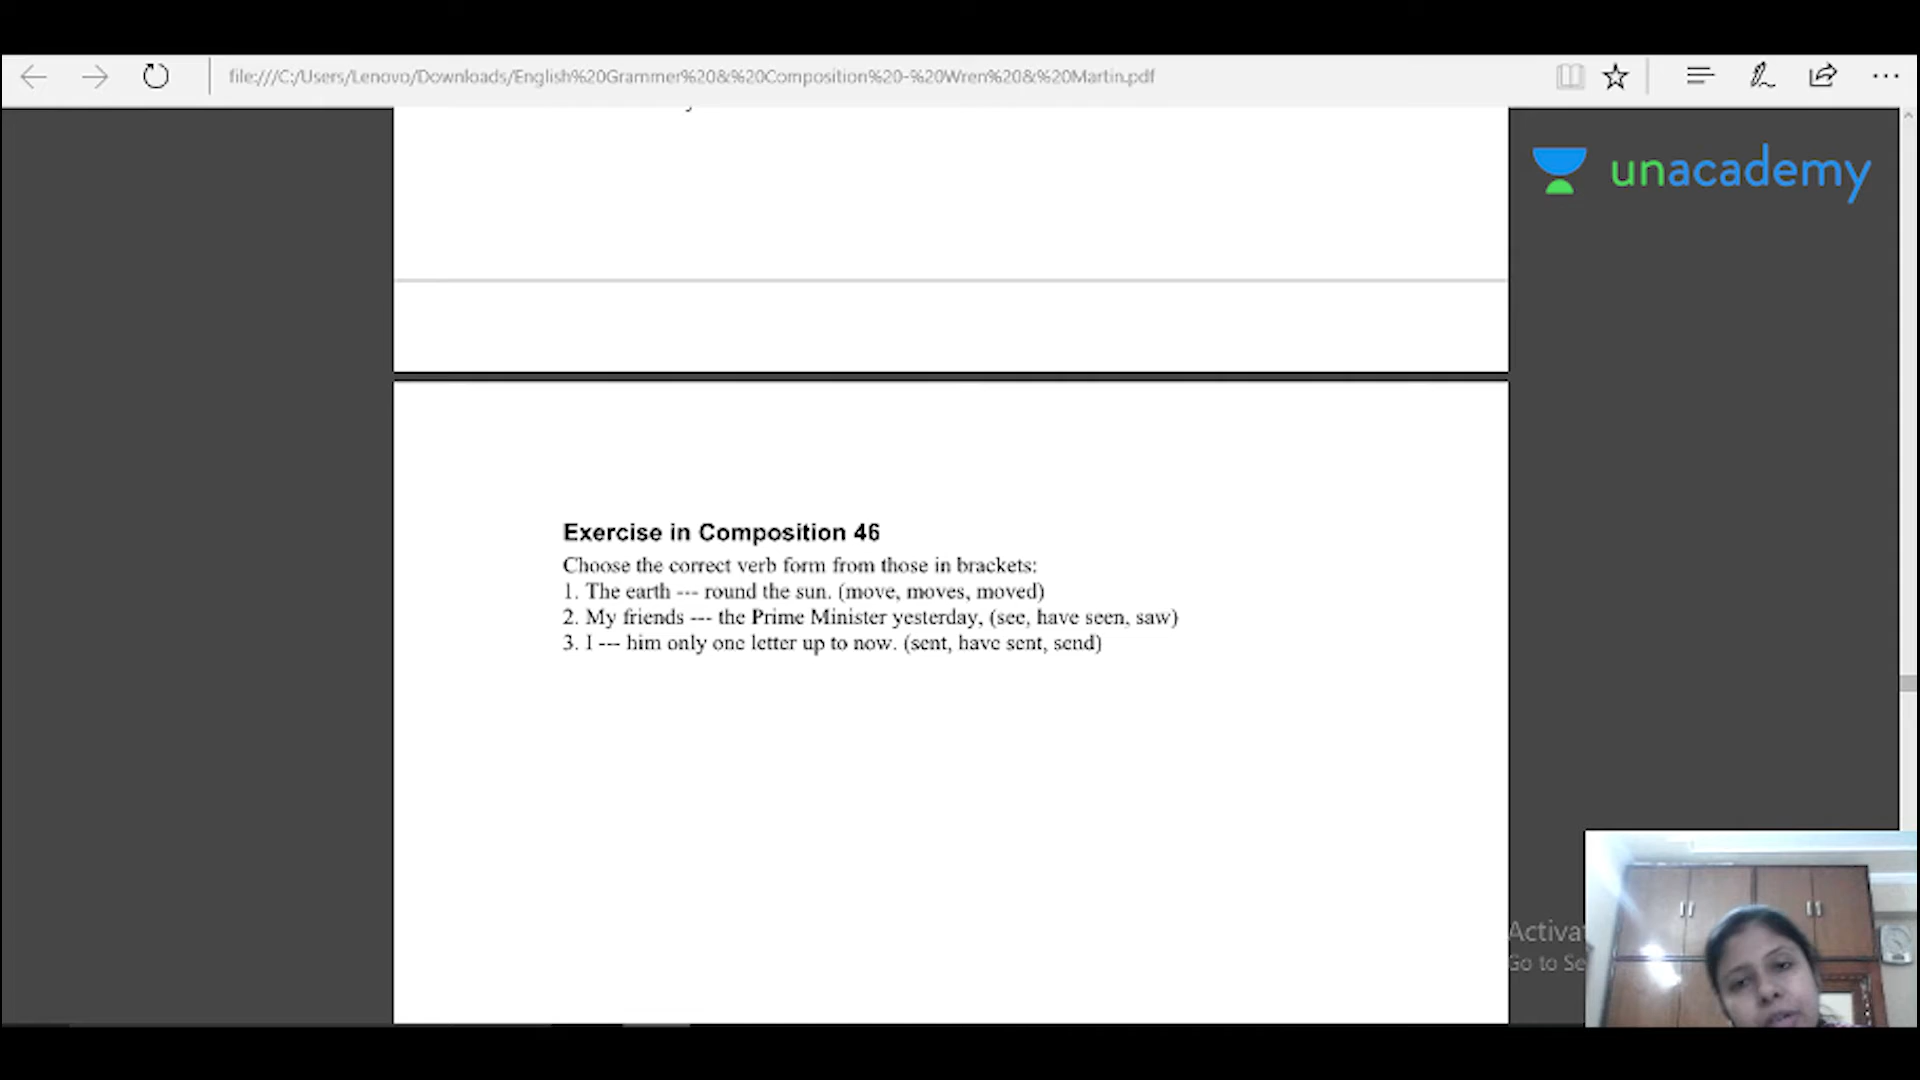 file:///C:/Users/Lenovo/Downloads/English%20Grammer%20&%20Composition%20-%20Wren%20&%20Martin.pdf
unacademy
Exercise in Composition 46
Choose the correct verb form from those in brackets:
1. The earth --- round the sun. (move, moves, moved)
2. My friends --- the Prime Minister yesterday, (see, have seen, saw)
3. I --- him only one letter up to now. (sent, have sent, send)
Activa
Go to Se